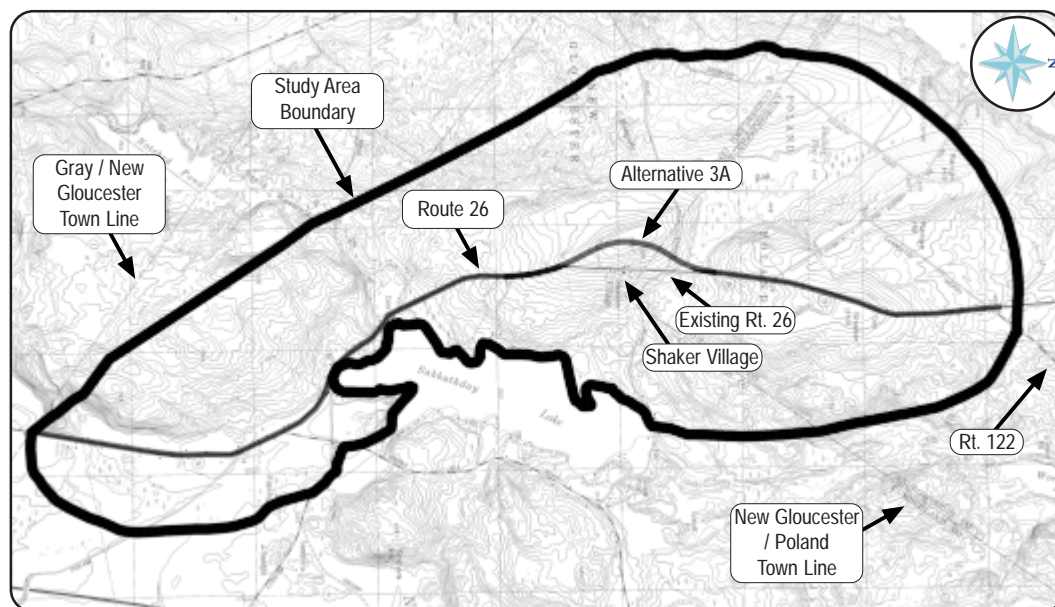 Study Area
Boundary
Gray / New
Gloucester
Town Line
Route 26
Alternative 3A
N
Existing Rt. 26
Shaker Village
Sabbathday
Lake
Rt. 122
New Gloucester
/ Poland
Town Line